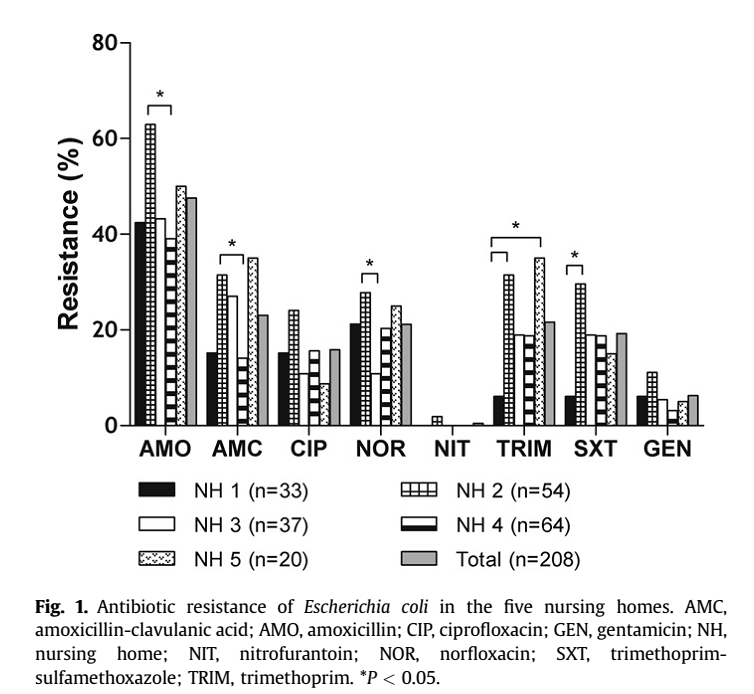 80
60
40
20
0
Resistance (%)
*
*
*
*
*
AMO AMC CIP NOR NIT TRIM SXT GEN
NH 1 (n=33) NH 2 (n=54)
NH 3 (n=37) NH 4 (n=64)
NH 5 (n=20) Total (n=208)
Fig. 1. Antibiotic resistance of Escherichia coli in the five nursing homes. AMC,
amoxicillin-clavulanic acid; AMO, amoxicillin; CIP, ciprofloxacin; GEN, gentamicin; NH,
nursing home; NIT, nitrofurantoin; NOR, norfloxacin; SXT, trimethoprim-
sulfamethoxazole; TRIM, trimethoprim. *P < 0.05.